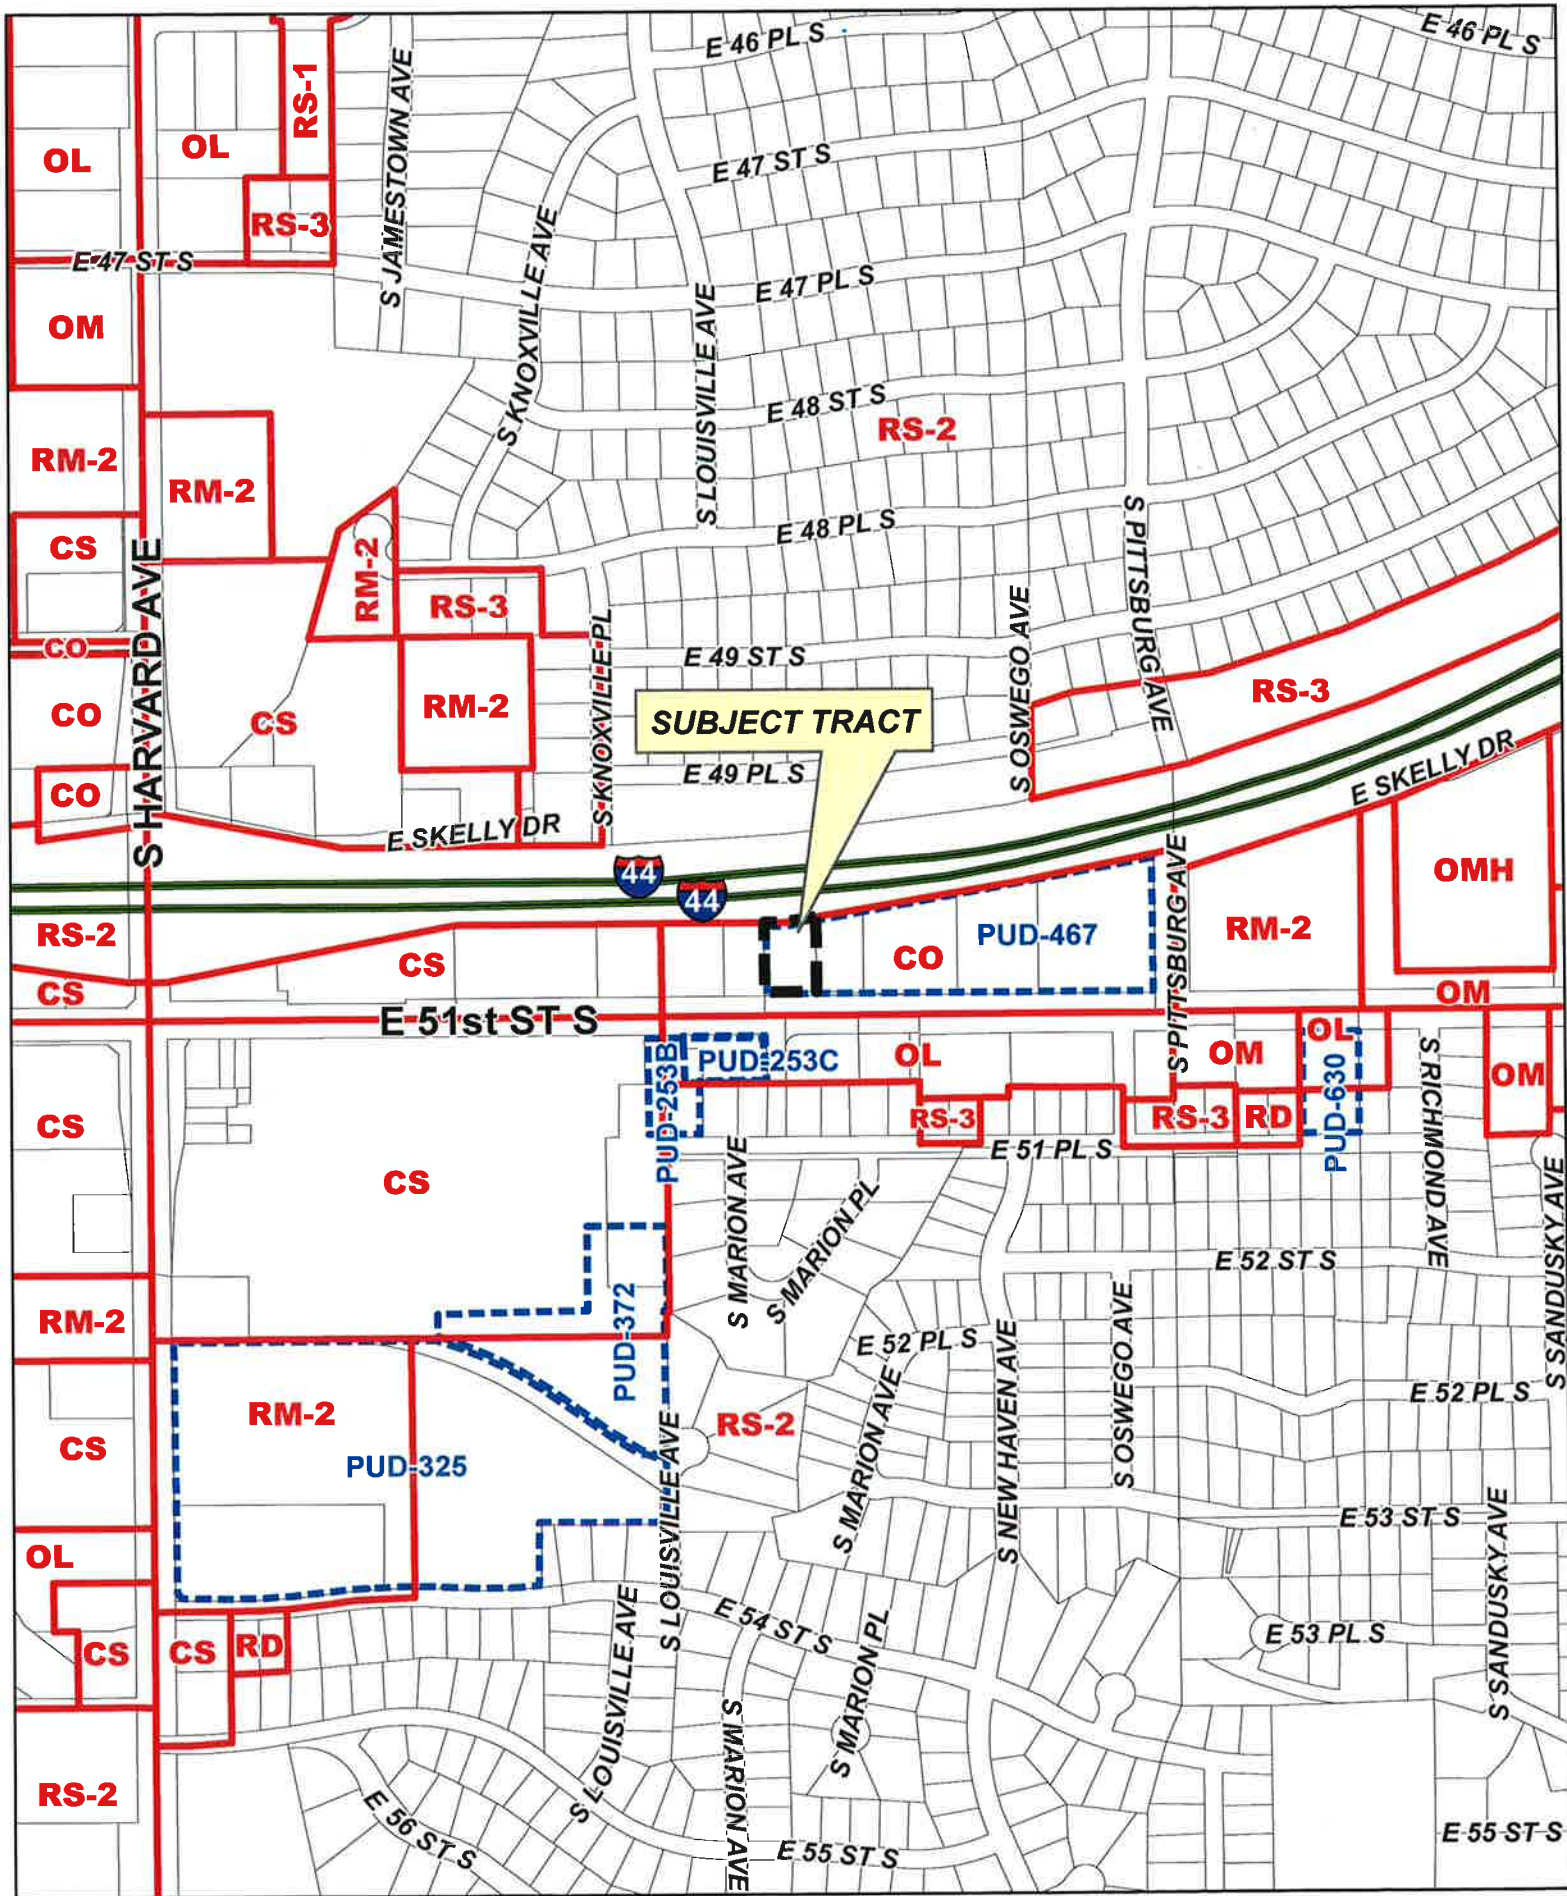 E 46 PL S
E 46 PL S
RS-1
S JAMESTOWN AVE
OL
OL
E 47 ST S
RS-3
E 47 ST S
S KNOXVILLE AVE
E 47 PL S
S LOUISVILLE AVE
OM
E 48 ST S
RS-2
RM-2
RM-2
E 48 PL S
S PITTSBURG AVE
CS
S HARVARD AVE
RM-2
RS-3
S KNOXVILLE PL
S OSWEGO AVE
CO
E 49 ST S
RS-3
CO
CS
RM-2
SUBJECT TRACT
E 49 PL S
E SKELLY DR
CO
E SKELLY DR
44
44
S PITTSBURG AVE
OMH
RS-2
CS
CO
PUD-467
RM-2
CS
OM
E 51st ST S
PUD-253B
PUD-253C
OL
OM
OL
PUD-630
S RICHMOND AVE
OM
CS
RS-3
RS-3
RD
E 51 PL S
CS
S MARION AVE
S MARION PL
S SANDUSKY AVE
E 52 ST S
RM-2
PUD-372
E 52 PL S
S NEW HAVEN AVE
S OSWEGO AVE
E 52 PL S
RM-2
RS-2
S MARION AVE
CS
PUD-325
S LOUISVILLE AVE
E 53 ST S
S SANDUSKY AVE
OL
S LOUISVILLE AVE
E 54 ST S
S MARION PL
E 53 PL S
CS
CS
RD
S MARION AVE
RS-2
E 56 ST S
E 55 ST S
E 55 ST S